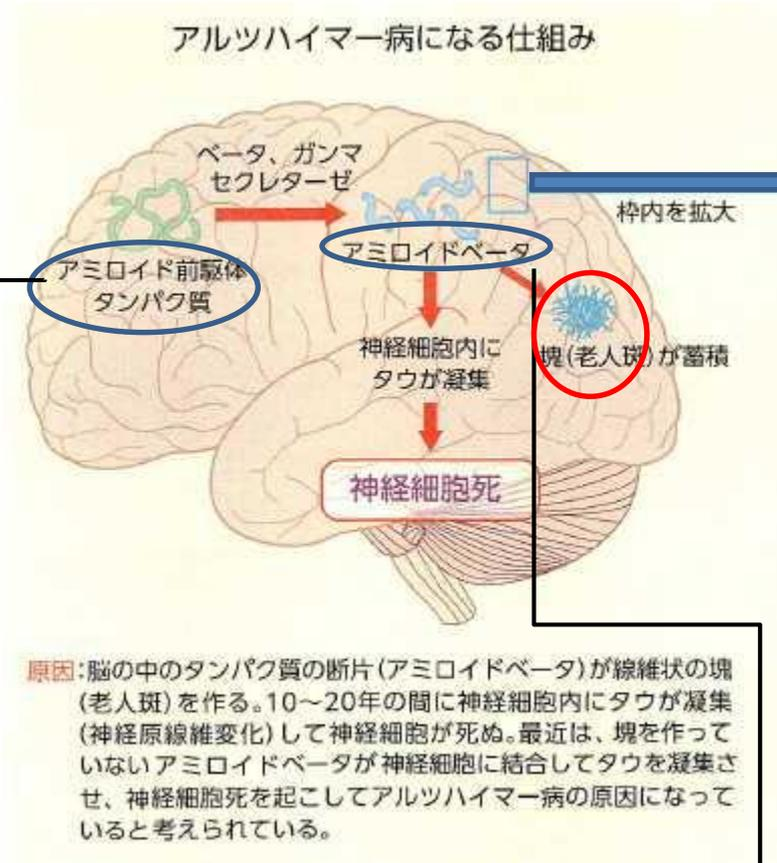 アルツハイマー病になる仕組み
ベータ、ガンマ
セクレターゼ
枠内を拡大
アミロイド前駆体
タンパク質
アミロイドベータ
神経細胞内に
タウが凝集
塊(老人斑)が蓄積
神経細胞死
原因:脳の中のタンパク質の断片(アミロイドベータ)が線維状の塊
(老人斑)を作る。10〜20年の間に神経細胞内にタウが凝集
(神経原線維変化)して神経細胞が死ぬ。最近は、塊を作って
いないアミロイドベータが神経細胞に結合してタウを凝集さ
せ、神経細胞死を起こしてアルツハイマー病の原因になって
いると考えられている。